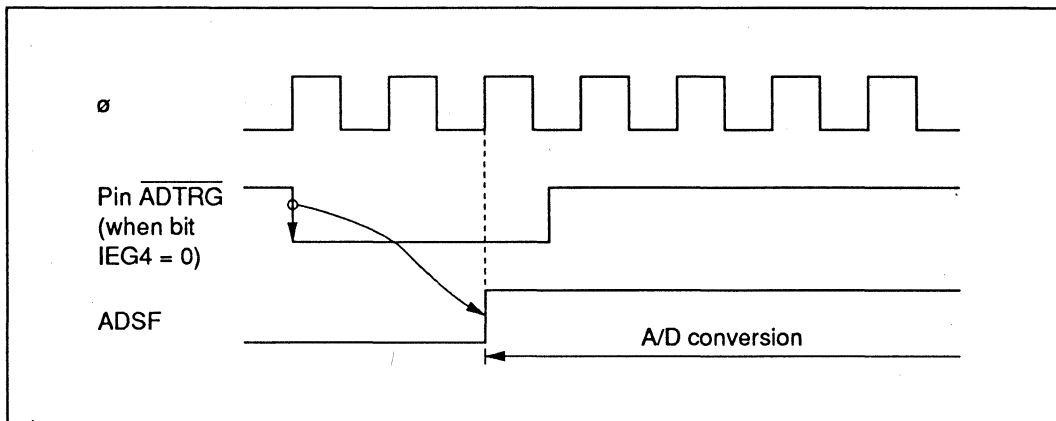 ø
Pin ADTRG
(when bit
IEG4 = 0)
ADSF
A/D conversion